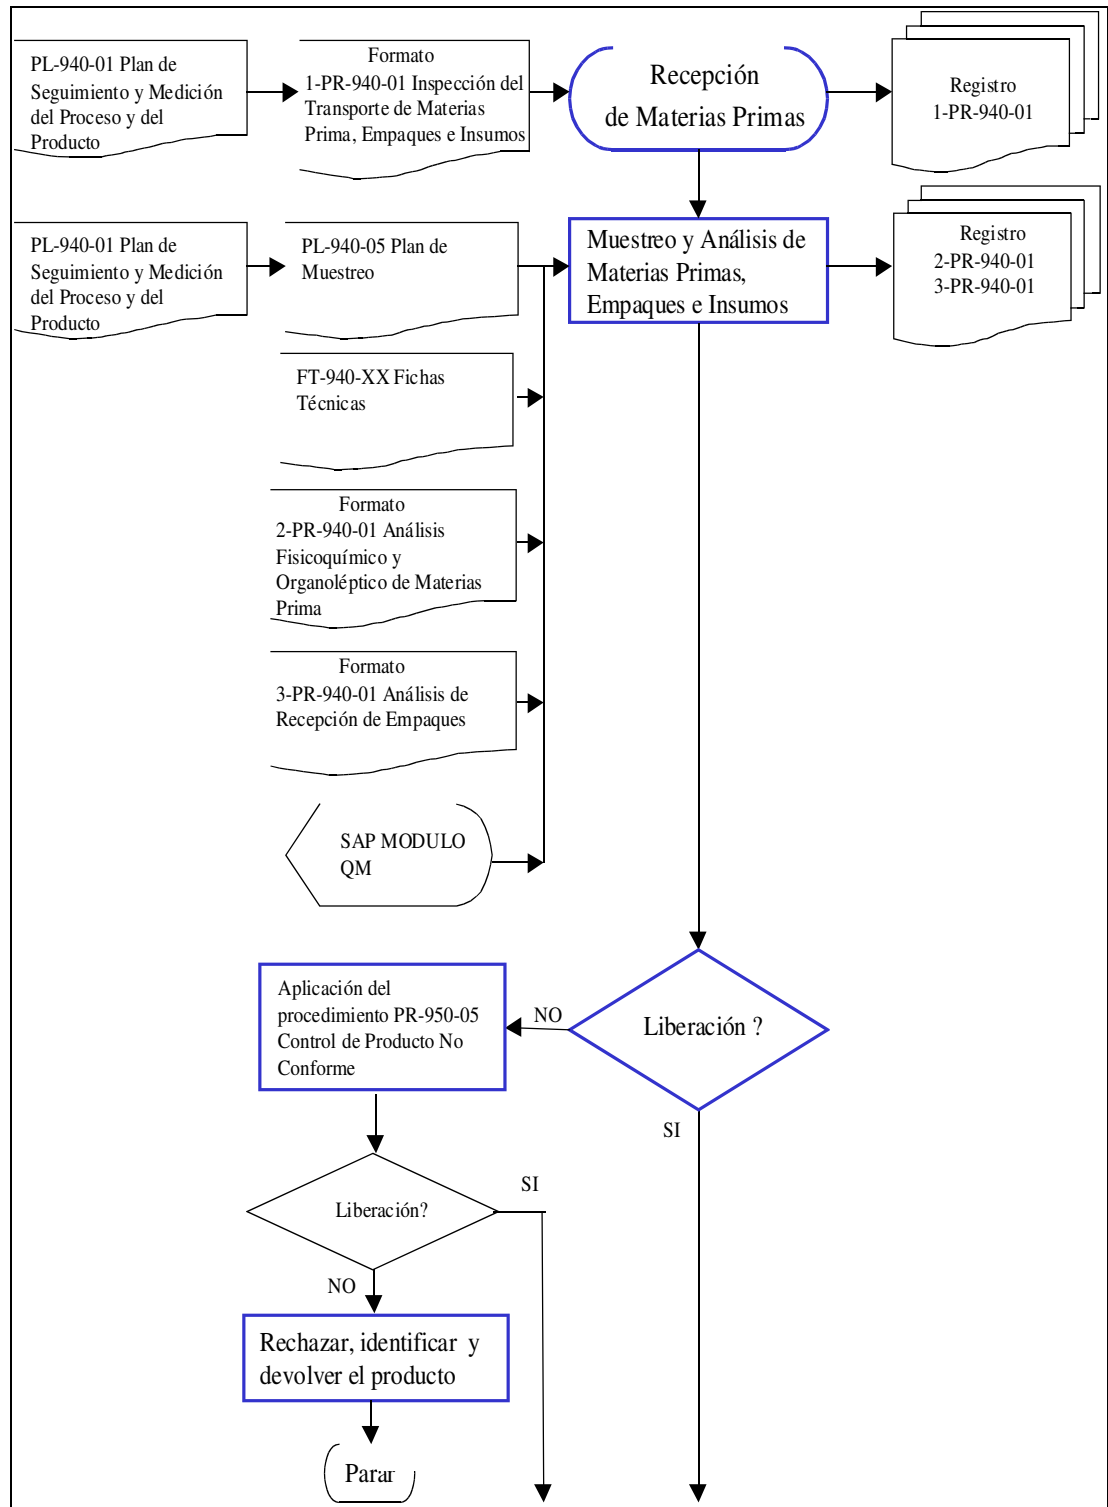 PL-940-01 Plan de
Seguimiento y Medición
del Proceso y del
Producto
Formato
1-PR-940-01 Inspección del
Transporte de Materias
Prima, Empaques e Insumos
Recepción
de Materias Primas
Registro
1-PR-940-01
PL-940-01 Plan de
Seguimiento y Medición
del Proceso y del
Producto
PL-940-05 Plan de
Muestreo
Muestreo y Análisis de
Materias Primas,
Empaques e Insumos
Registro
2-PR-940-01
3-PR-940-01
FT-940-XX Fichas
Técnicas
Formato
2-PR-940-01 Análisis
Fisicoquímico y
Organoléptico de Materias
Prima
Formato
3-PR-940-01 Análisis de
Recepción de Empaques
SAP MODULO
QM
Liberación ?
NO
SI
Aplicación del
procedimiento PR-950-05
Control de Producto No
Conforme
Liberación?
SI
NO
Rechazar, identificar y
devolver el producto
Parar